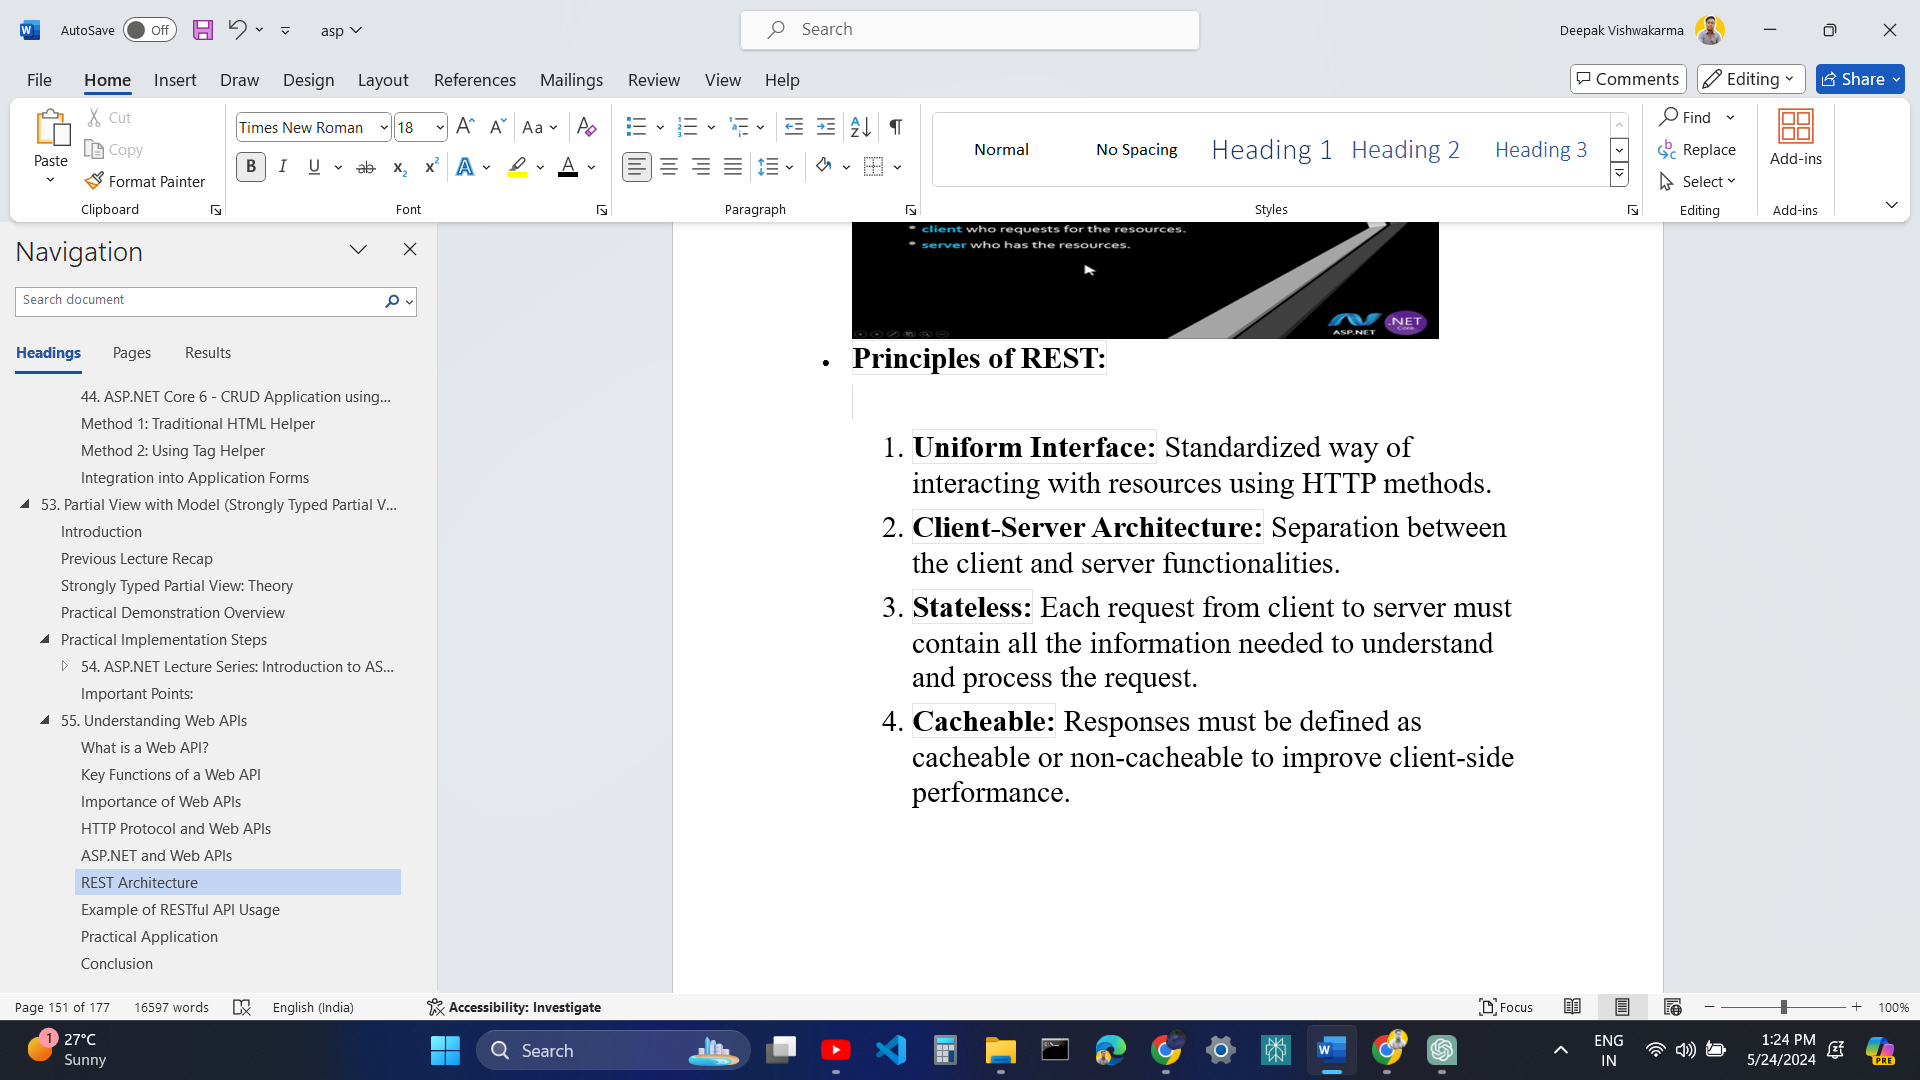 AutoSave Off asp
Search
Deepak Vishwakarma
File Home Insert Draw Design Layout References Mailings Review View Help
Comments Editing Share
Paste Cut Copy Format Painter
Clipboard
Times New Roman 18
Font
Paragraph
Normal No Spacing Heading 1 Heading 2 Heading 3
Styles
Find Replace Select
Editing
Add-ins
Add-ins
Navigation
Search document
Headings Pages Results
44. ASP.NET Core 6 - CRUD Application using...
Method 1: Traditional HTML Helper
Method 2: Using Tag Helper
Integration into Application Forms
53. Partial View with Model (Strongly Typed Partial V...
Introduction
Previous Lecture Recap
Strongly Typed Partial View: Theory
Practical Demonstration Overview
Practical Implementation Steps
54. ASP.NET Lecture Series: Introduction to AS...
Important Points:
55. Understanding Web APIs
What is a Web API?
Key Functions of a Web API
Importance of Web APIs
HTTP Protocol and Web APIs
ASP.NET and Web APIs
REST Architecture
Example of RESTful API Usage
Practical Application
Conclusion
• client who requests for the resources.
• server who has the resources.
ASP.NET .NET Core
• Principles of REST:
1. Uniform Interface: Standardized way of
interacting with resources using HTTP methods.
2. Client-Server Architecture: Separation between
the client and server functionalities.
3. Stateless: Each request from client to server must
contain all the information needed to understand
and process the request.
4. Cacheable: Responses must be defined as
cacheable or non-cacheable to improve client-side
performance.
Page 151 of 177 16597 words English (India) Accessibility: Investigate Focus 100%
1 27°C
Sunny
Search
ENG
IN
1:24 PM
5/24/2024
PRE